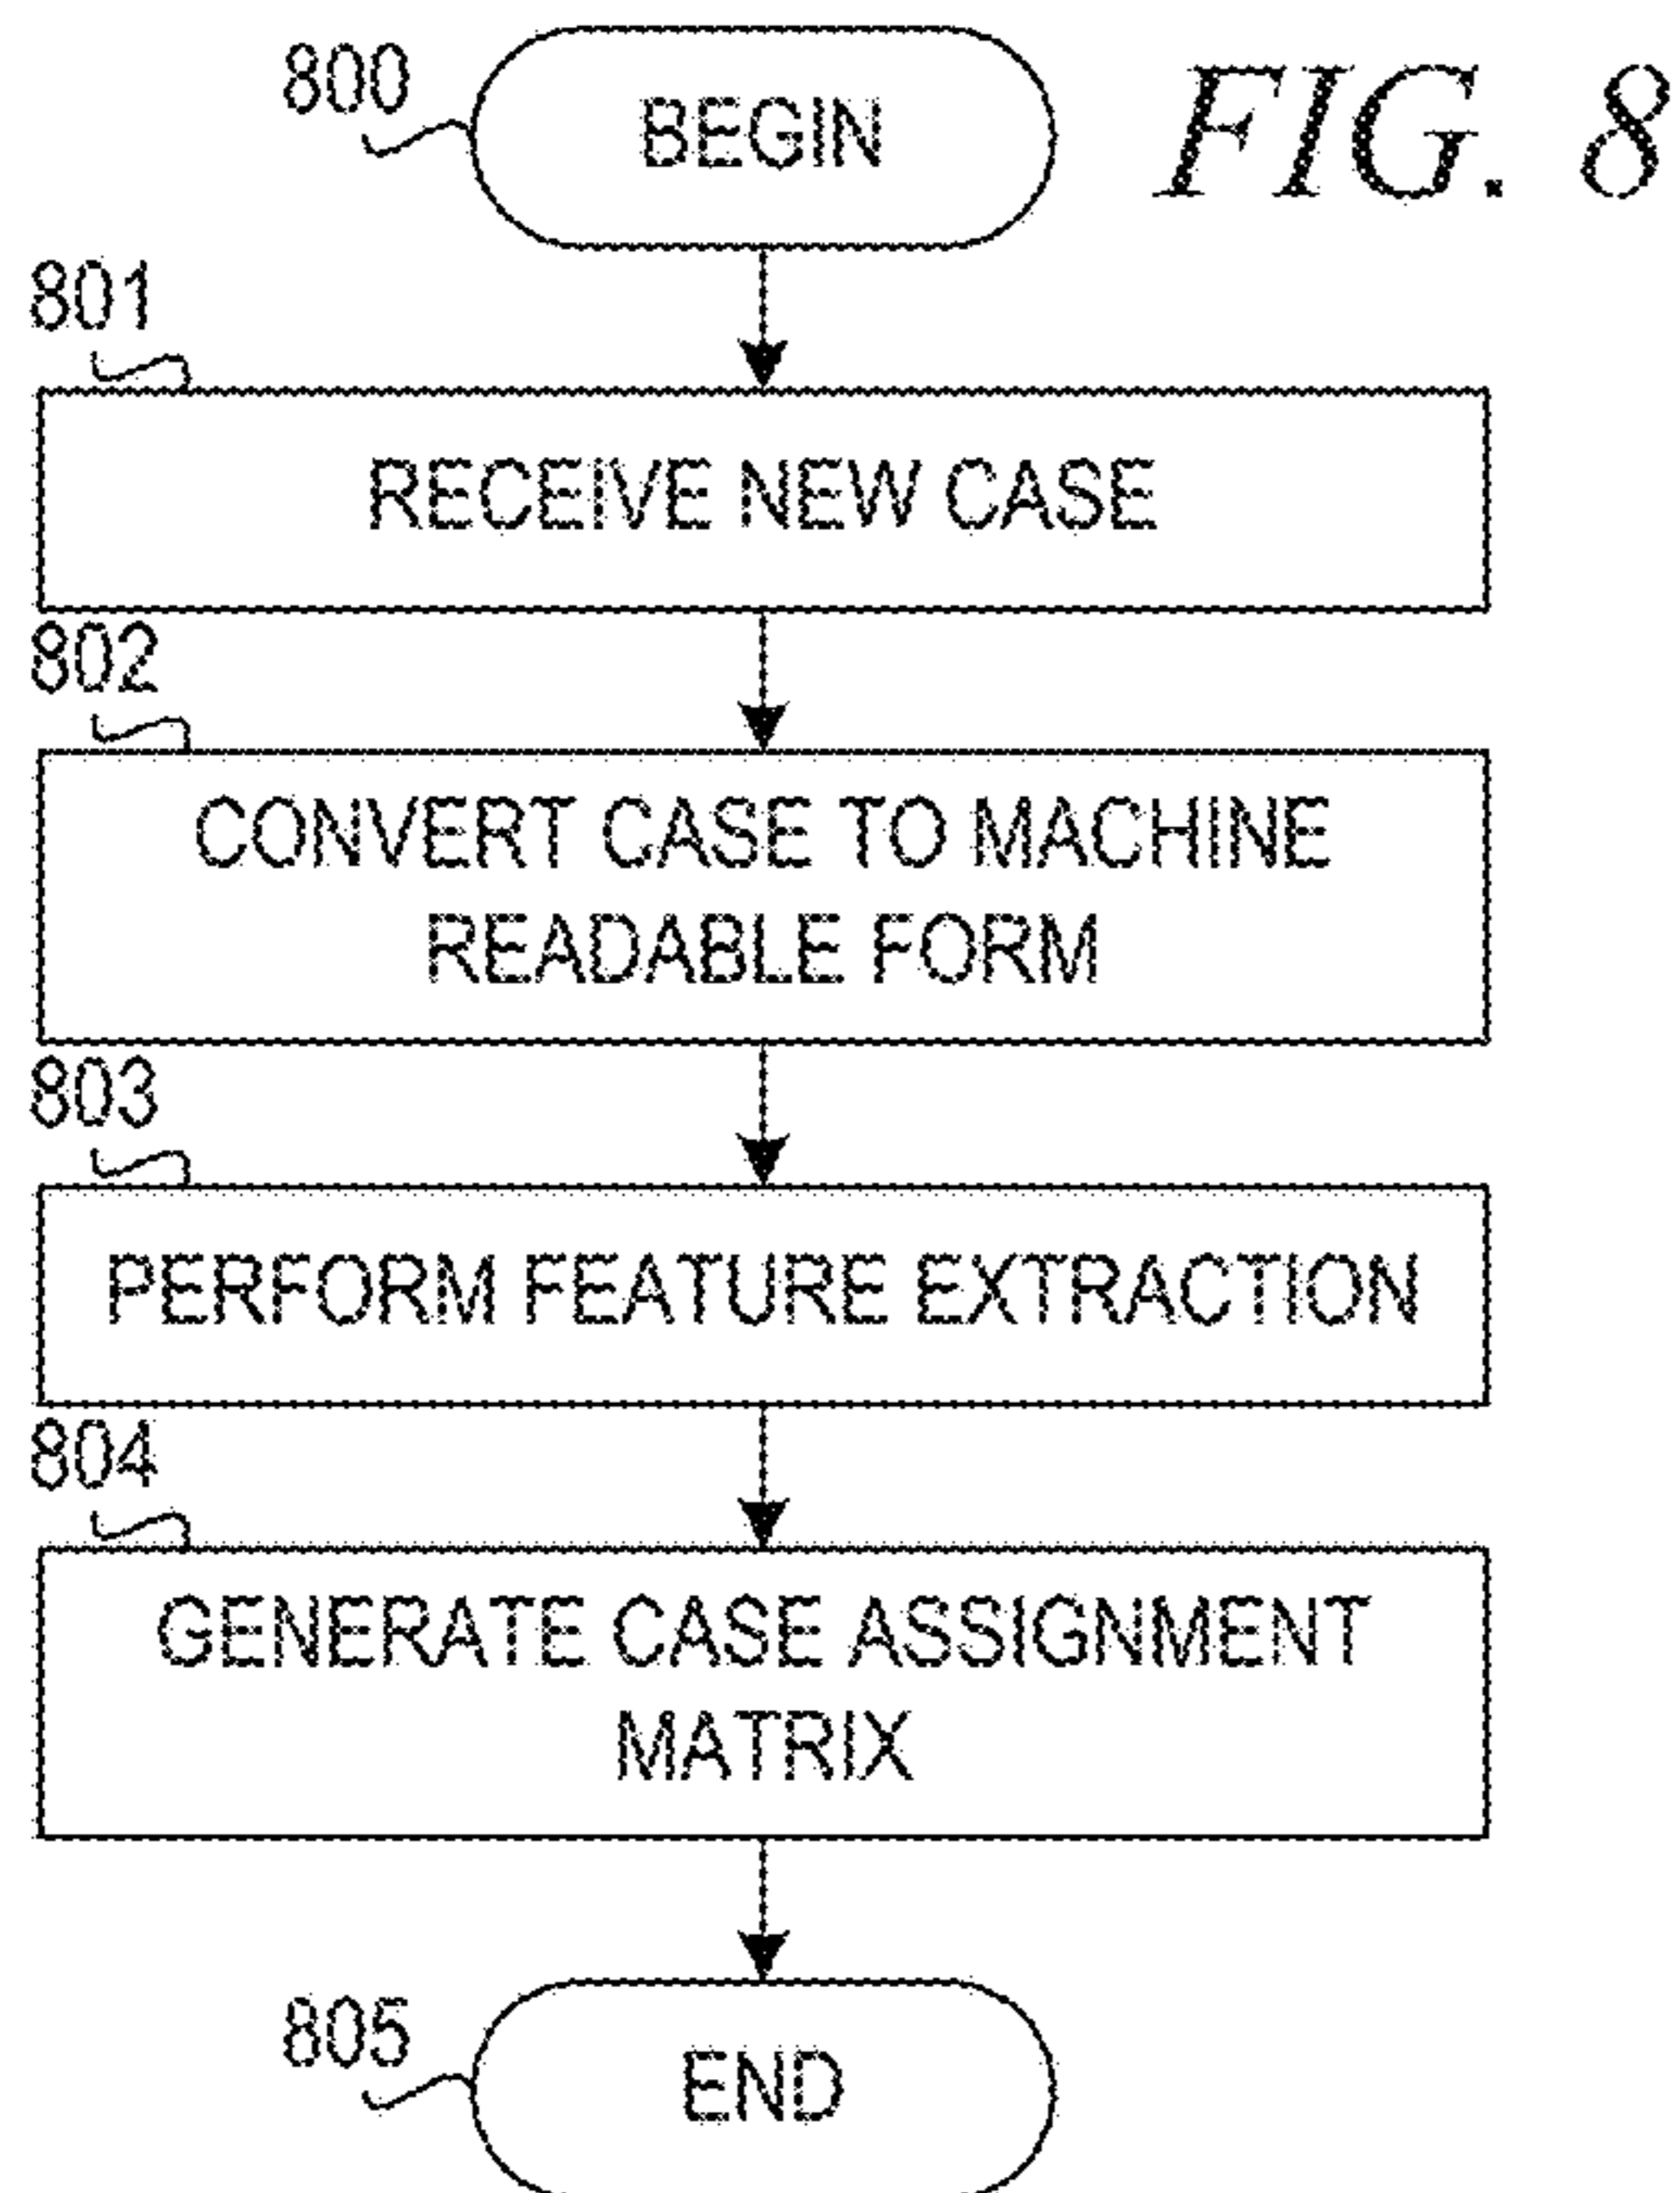 800
BEGIN
FIG. 8
801
RECEIVE NEW CASE
802
CONVERT CASE TO MACHINE
READABLE FORM
803
PERFORM FEATURE EXTRACTION
804
GENERATE CASE ASSIGNMENT
MATRIX
805
END